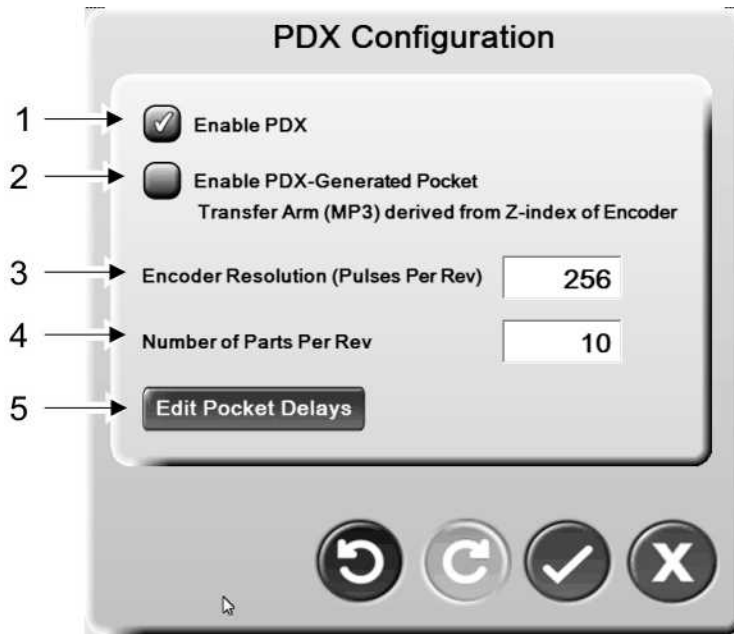 PDX Configuration
1 Enable PDX
2 Enable PDX-Generated Pocket
Transfer Arm (MP3) derived from Z-index of Encoder
3 Encoder Resolution (Pulses Per Rev) 256
4 Number of Parts Per Rev 10
5 Edit Pocket Delays